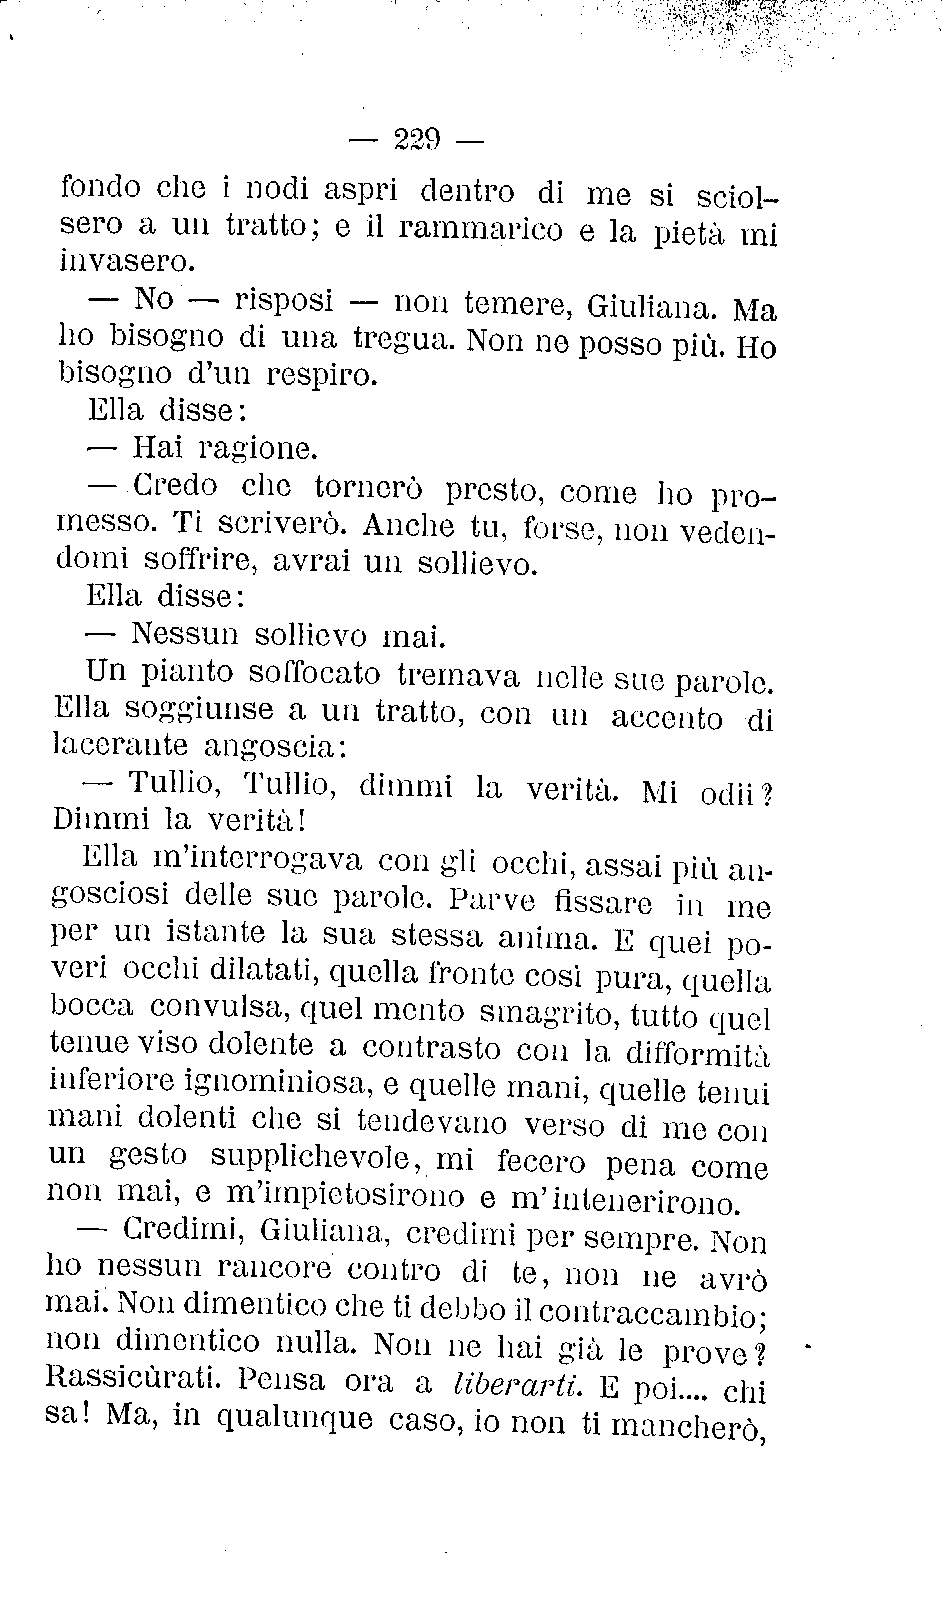 — 229 —
fondo che i nodi aspri dentro di me si sciol-
sero a un tratto; e il rammarico e la pietà mi
invasero.
— No — risposi — non temere, Giuliana. Ma
ho bisogno di una tregua. Non ne posso più. Ho
bisogno d'un respiro.
Ella disse:
— Hai ragione.
— Credo che tornerò presto, come ho pro-
messo. Ti scriverò. Anche tu, forse, non veden-
domi soffrire, avrai un sollievo.
Ella disse:
— Nessun sollievo mai.
Un pianto soffocato tremava nelle sue parole.
Ella soggiunse a un tratto, con un accento di
lacerante angoscia:
— Tullio, Tullio, dimmi la verità. Mi odii?
Dimmi la verità!
Ella m'interrogava con gli occhi, assai più an-
gosciosi delle sue parole. Parve fissare in me
per un istante la sua stessa anima. E quei po-
veri occhi dilatati, quella fronte così pura, quella
bocca convulsa, quel mento smagrito, tutto quel
tenue viso dolente a contrasto con la difformità
inferiore ignominiosa, e quelle mani, quelle tenui
mani dolenti che si tendevano verso di me con
un gesto supplichevole, mi fecero pena come
non mai, e m'impietosirono e m'intenerirono.
— Credimi, Giuliana, credimi per sempre. Non
ho nessun rancore contro di te, non ne avrò
mai. Non dimentico che ti debbo il contraccambio;
non dimentico nulla. Non ne hai già le prove?
Rassicùrati. Pensa ora a liberarti. E poi.... chi
sa! Ma, in qualunque caso, io non ti mancherò,